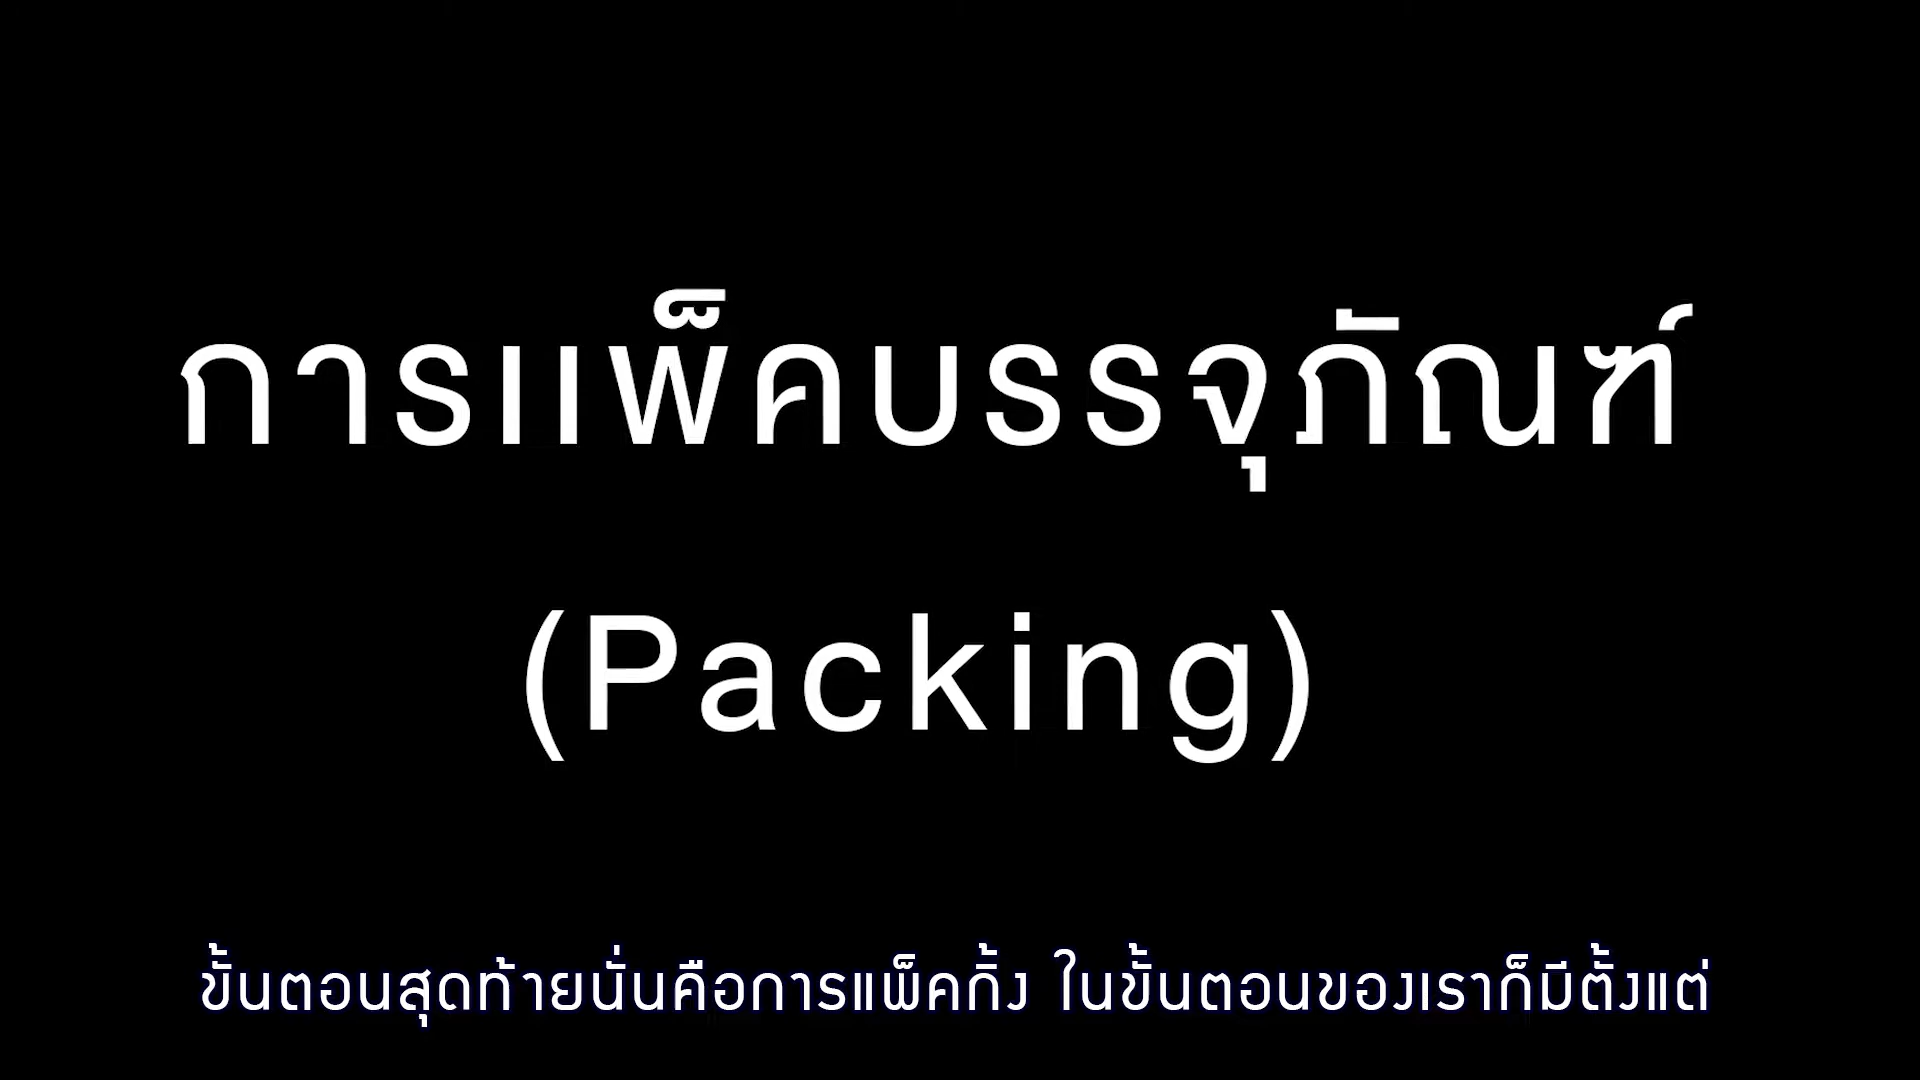 การแพ็คบรรจุภัณฑ์
(Packing)
ขั้นตอนสุดท้ายนั่นคือการแพ็คกิ้ง ในขั้นตอนของเราก็มีตั้งแต่